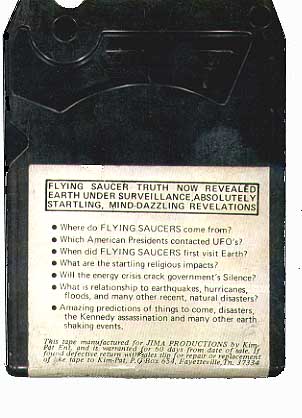 FLYING SAUCER TRUTH NOW REVEALED
EARTH UNDER SURVEILLANCE,ABSOLUTELY
STARTLING, MIND-DAZZLING REVELATIONS
● Where do FLYING SAUCERS come from?
● Which American Presidents contacted UFO's?
● When did FLYING SAUCERS first visit Earth?
● What are the startling religious impacts?
● Will the energy crisis crack government's Silence?
● What is relationship to earthquakes, hurricanes,
floods, and many other recent, natural disasters?
● Amazing predictions of things to come, disasters,
the Kennedy assassination and many other earth
shaking events.
This tape manufactured for JIMA PRODUCTIONS by Kim-
Pat Ent. and is warranted for 60 days from date of sale. If
found defective return with sales slip for repair or replacement
of tape to Kim-Pat, P.O Box 654, Fayetteville, Tn. 37334